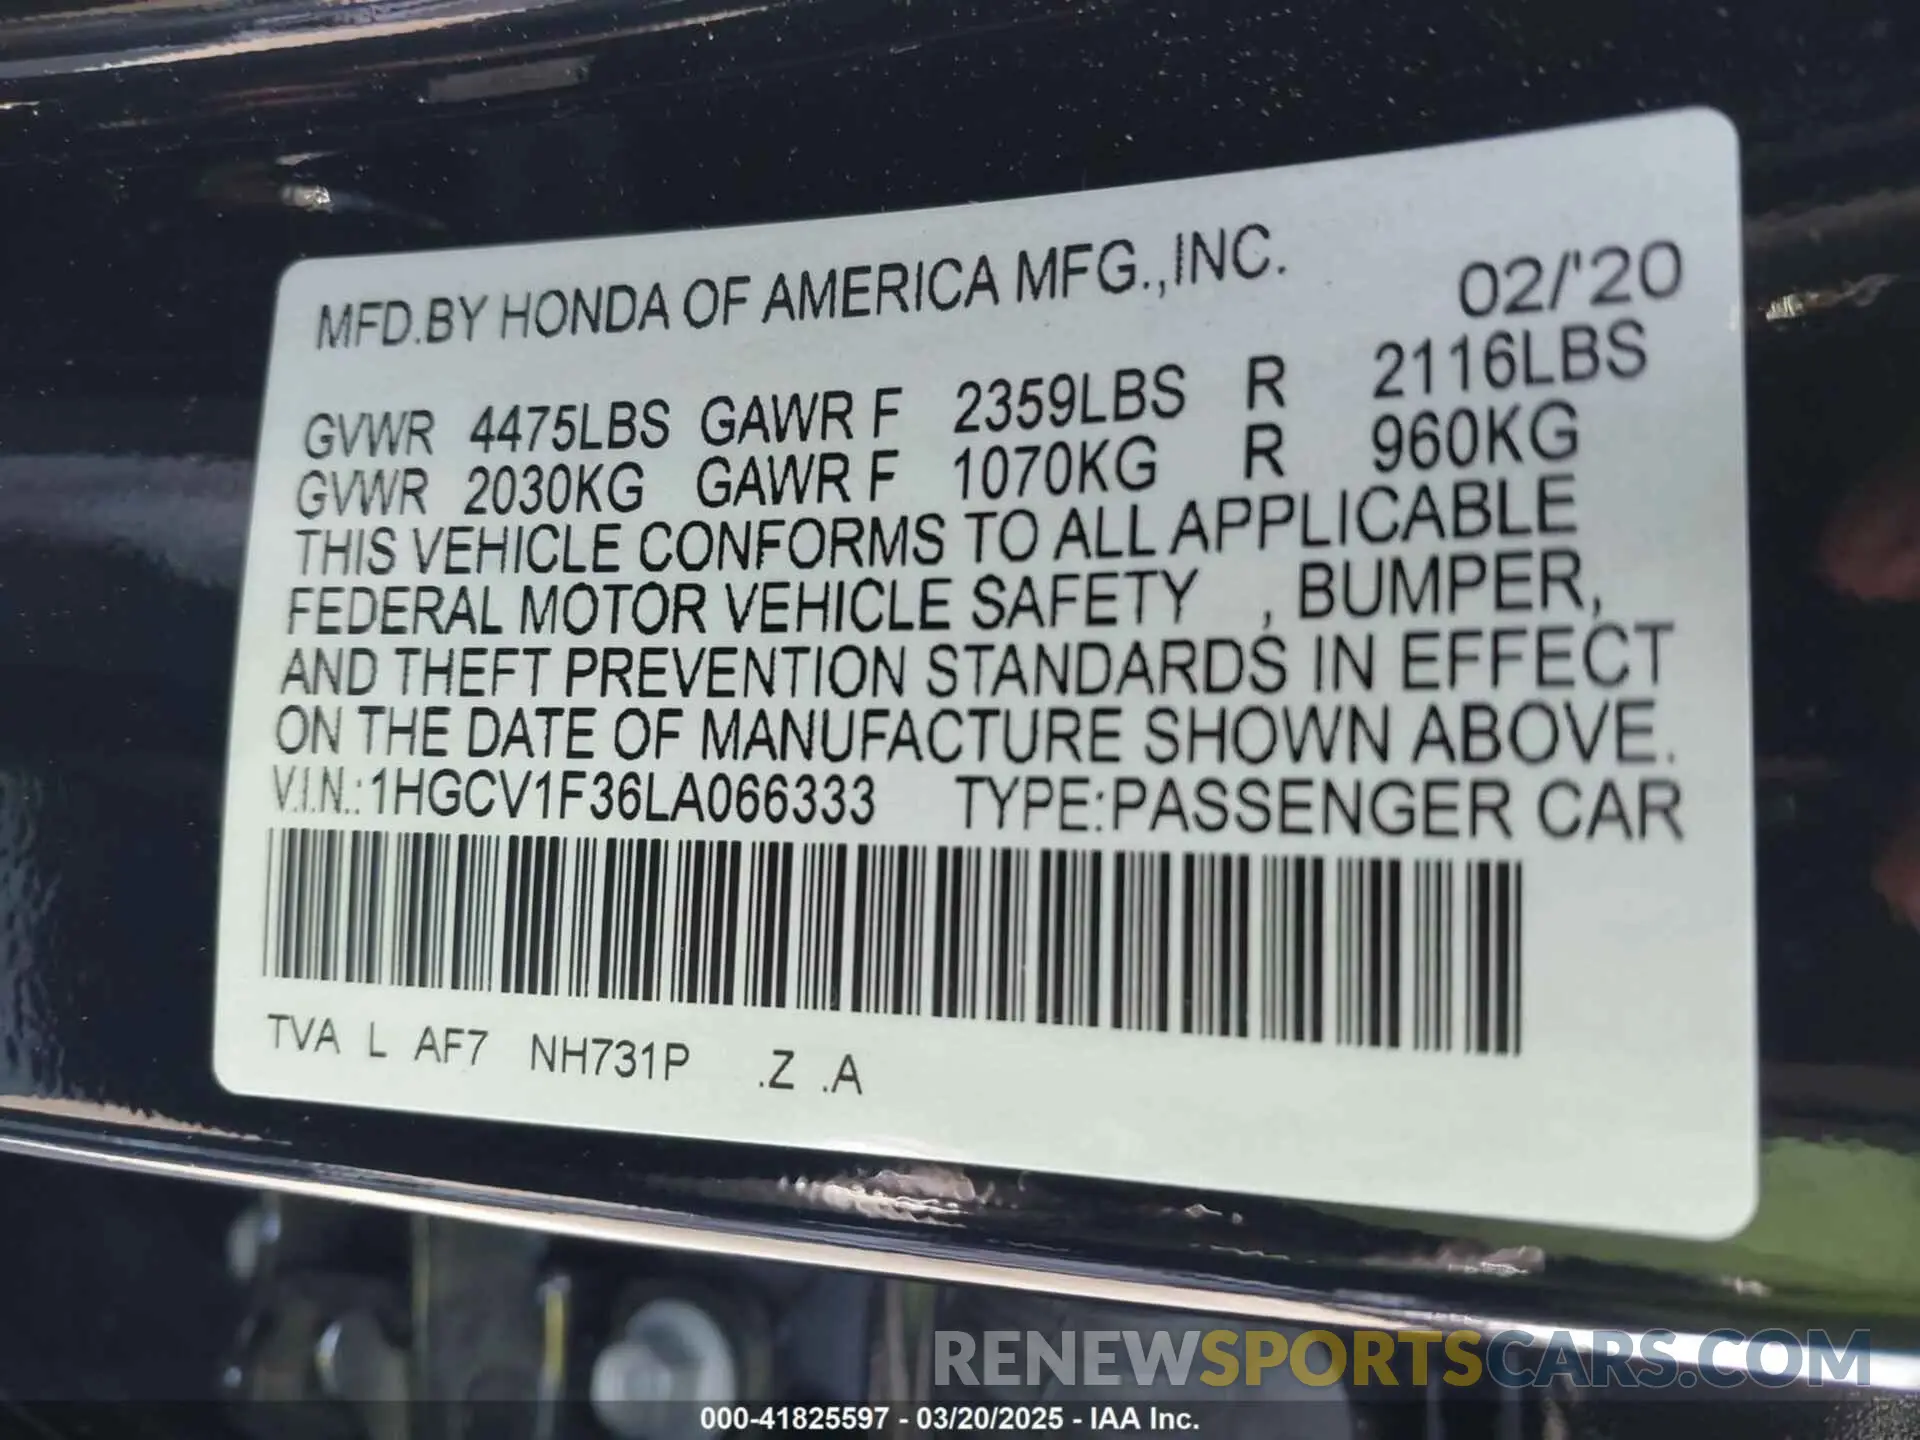 MFD.BY HONDA OF AMERICA MFG.,INC. 02/'20
GVWR 4475LBS GAWR F 2359LBS R 2116LBS
GVWR 2030KG GAWR F 1070KG R 960KG
THIS VEHICLE CONFORMS TO ALL APPLICABLE
FEDERAL MOTOR VEHICLE SAFETY , BUMPER,
AND THEFT PREVENTION STANDARDS IN EFFECT
ON THE DATE OF MANUFACTURE SHOWN ABOVE.
V.I.N.:1HGCV1F36LA066333 TYPE:PASSENGER CAR
TVA L AF7 NH731P .Z .A
RENEWSPORTSCARS.COM
000-41825597 - 03/20/2025 - IAA Inc.